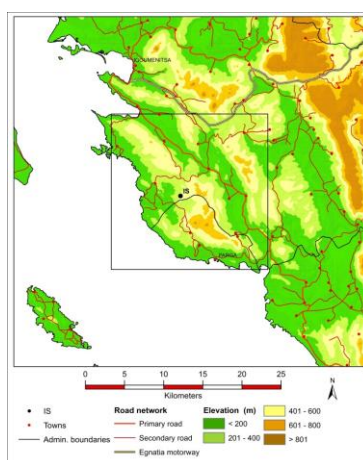 IGOUMENITSA
IS
PARGA
0 5 10 15 20 25
Kilometers
N
IS
Towns
Admin. boundaries
Road network
Primary road
Secondary road
Egnatia motorway
Elevation (m)
< 200
201 - 400
401 - 600
601 - 800
> 801